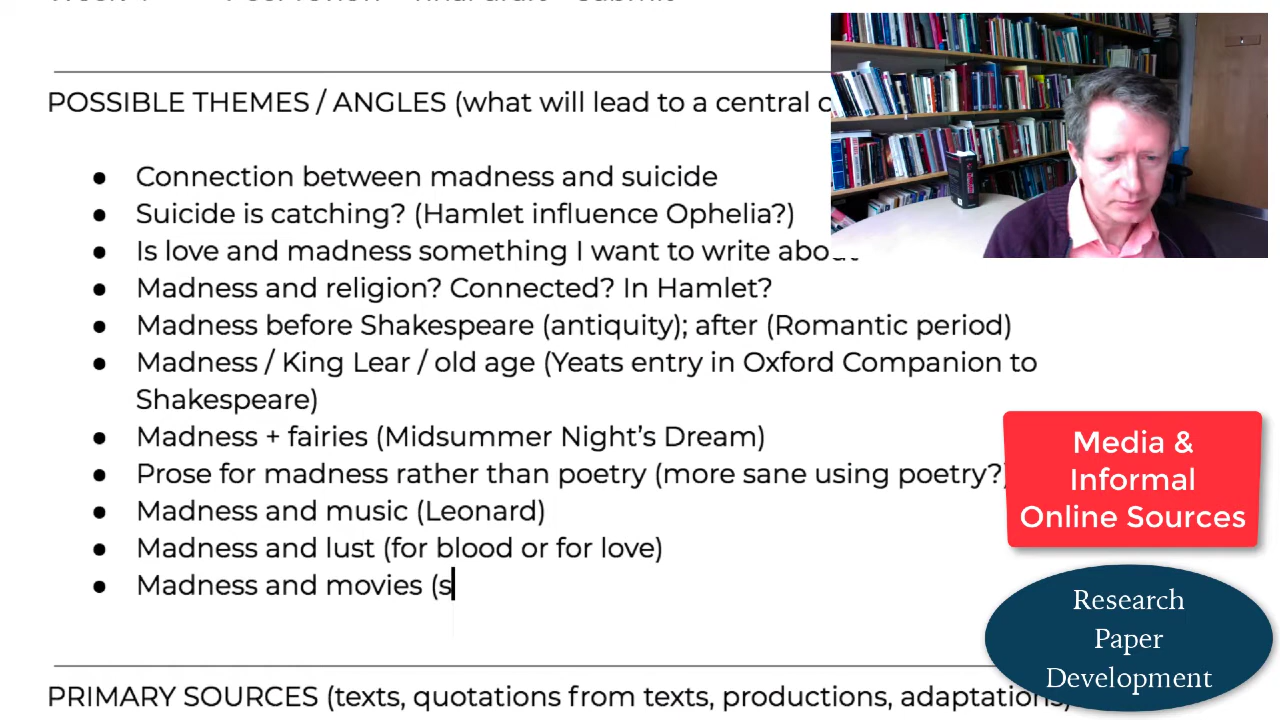 POSSIBLE THEMES / ANGLES (what will lead to a central
• Connection between madness and suicide
• Suicide is catching? (Hamlet influence Ophelia?)
• Is love and madness something I want to write about
• Madness and religion? Connected? In Hamlet?
• Madness before Shakespeare (antiquity); after (Romantic period)
• Madness / King Lear / old age (Yeats entry in Oxford Companion to
Shakespeare)
• Madness + fairies (Midsummer Night's Dream)
• Prose for madness rather than poetry (more sane using poetry?)
• Madness and music (Leonard)
• Madness and lust (for blood or for love)
• Madness and movies (s
PRIMARY SOURCES (texts, quotations from texts, productions, adaptations)
Media &
Informal
Online Sources
Research
Paper
Development